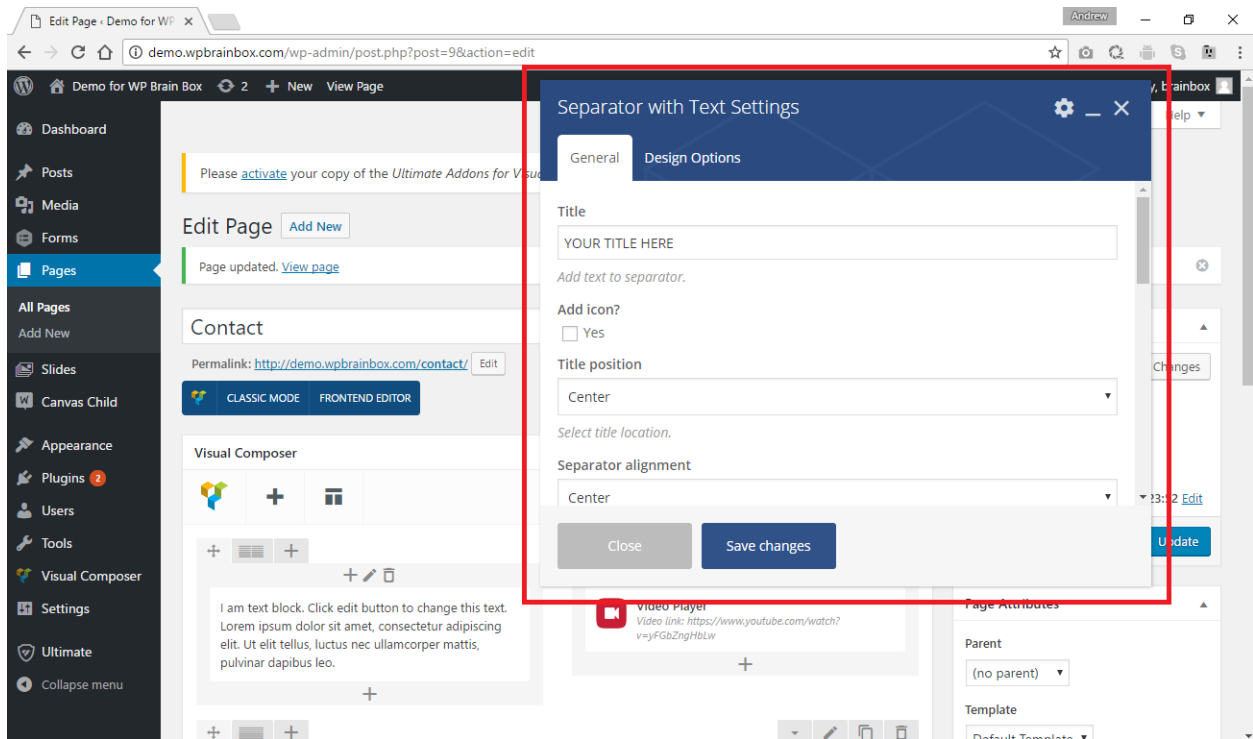 Edit Page ‹ Demo for WP
Andrew
demo.wpbrainbox.com/wp-admin/post.php?post=9&action=edit
Demo for WP Brain Box 2 New View Page
y, brainbox
Help
Dashboard
Posts
Media
Forms
Pages
All Pages
Add New
Slides
Canvas Child
Appearance
Plugins 2
Users
Tools
Visual Composer
Settings
Ultimate
Collapse menu
Please activate your copy of the Ultimate Addons for Visu
Edit Page Add New
Page updated. View page
Contact
Permalink: http://demo.wpbrainbox.com/contact/ Edit
CLASSIC MODE FRONTEND EDITOR
Visual Composer
I am text block. Click edit button to change this text.
Lorem ipsum dolor sit amet, consectetur adipiscing
elit. Ut elit tellus, luctus nec ullamcorper mattis,
pulvinar dapibus leo.
Separator with Text Settings
General Design Options
Title
YOUR TITLE HERE
Add text to separator.
Add icon?
Yes
Title position
Center
Select title location.
Separator alignment
Center
Close Save changes
Video Player
Video link: https://www.youtube.com/watch?
v=yFGbZngHbLw
Changes
23:52 Edit
Update
Page Attributes
Parent
(no parent)
Template
Default Template